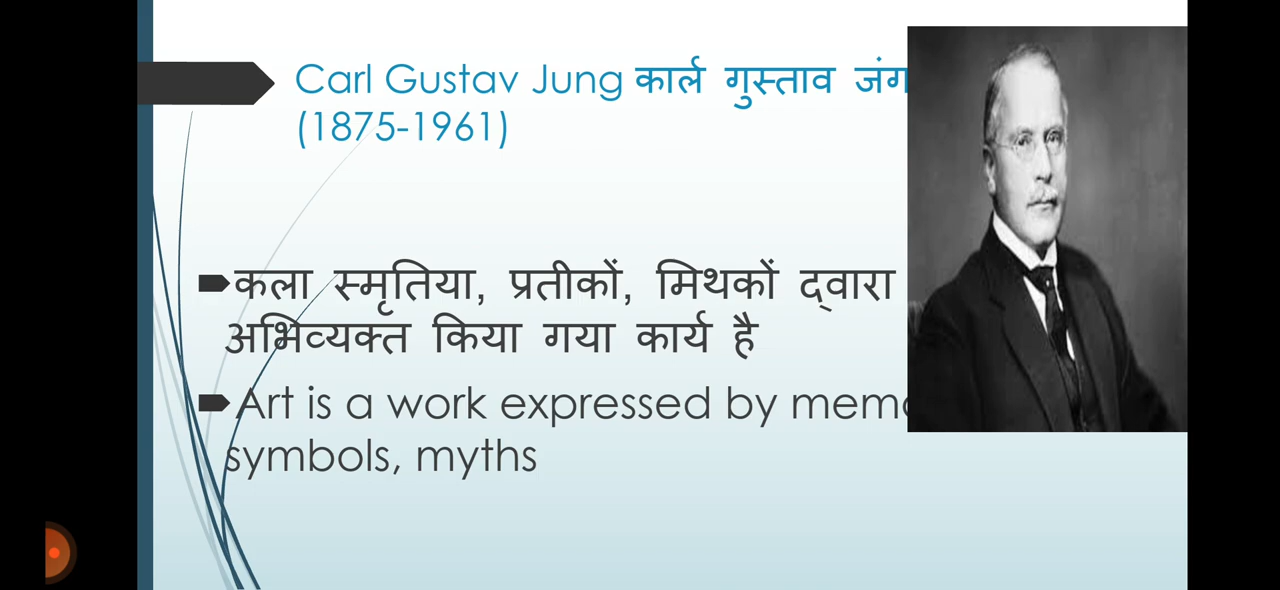 Carl Gustav Jung कार्ल गुस्ताव जंग
(1875-1961)
कला स्मृतिया, प्रतीकों, मिथकों द्वारा
अभिव्यक्त किया गया कार्य है
Art is a work expressed by
symbols, myths